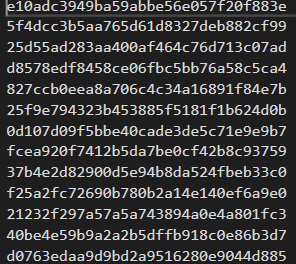 e10adc3949ba59abbe56e057f20f883e
5f4dcc3b5aa765d61d8327deb882cf99
25d55ad283aa400af464c76d713c07ad
d8578edf8458ce06fbc5bb76a58c5ca4
827ccb0eea8a706c4c34a16891f84e7b
25f9e794323b453885f5181f1b624d0b
0d107d09f5bbe40cade3de5c71e9e9b7
fcea920f7412b5da7be0cf42b8c93759
37b4e2d82900d5e94b8da524fbeb33c0
f25a2fc72690b780b2a14e140ef6a9e0
21232f297a57a5a743894a0e4a801fc3
40be4e59b9a2a2b5dffb918c0e86b3d7
d0763edaa9d9bd2a9516280e9044d885